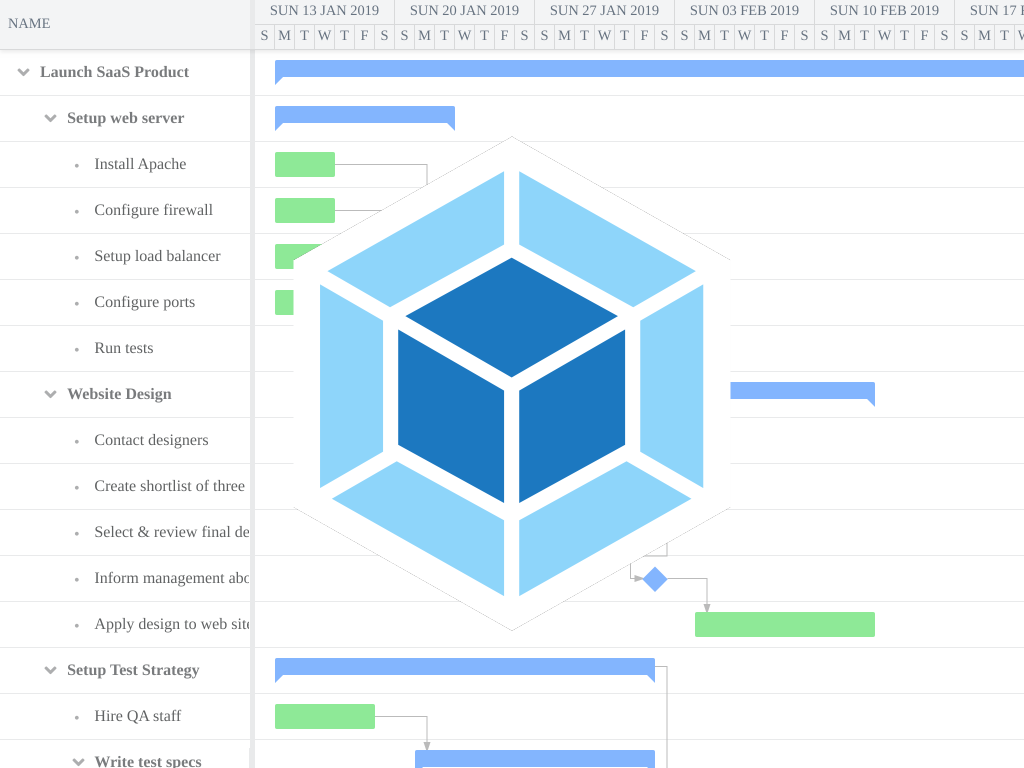 NAME
SUN 13 JAN 2019 SUN 20 JAN 2019 SUN 27 JAN 2019 SUN 03 FEB 2019 SUN 10 FEB 2019 SUN 17
S M T W T F S S M T W T F S S M T W T F S S M T W T F S S M T W T F S S M T
Launch SaaS Product
Setup web server
Install Apache
Configure firewall
Setup load balancer
Configure ports
Run tests
Website Design
Contact designers
Create shortlist of three
Select & review final de
Inform management abo
Apply design to web site
Setup Test Strategy
Hire QA staff
Write test specs